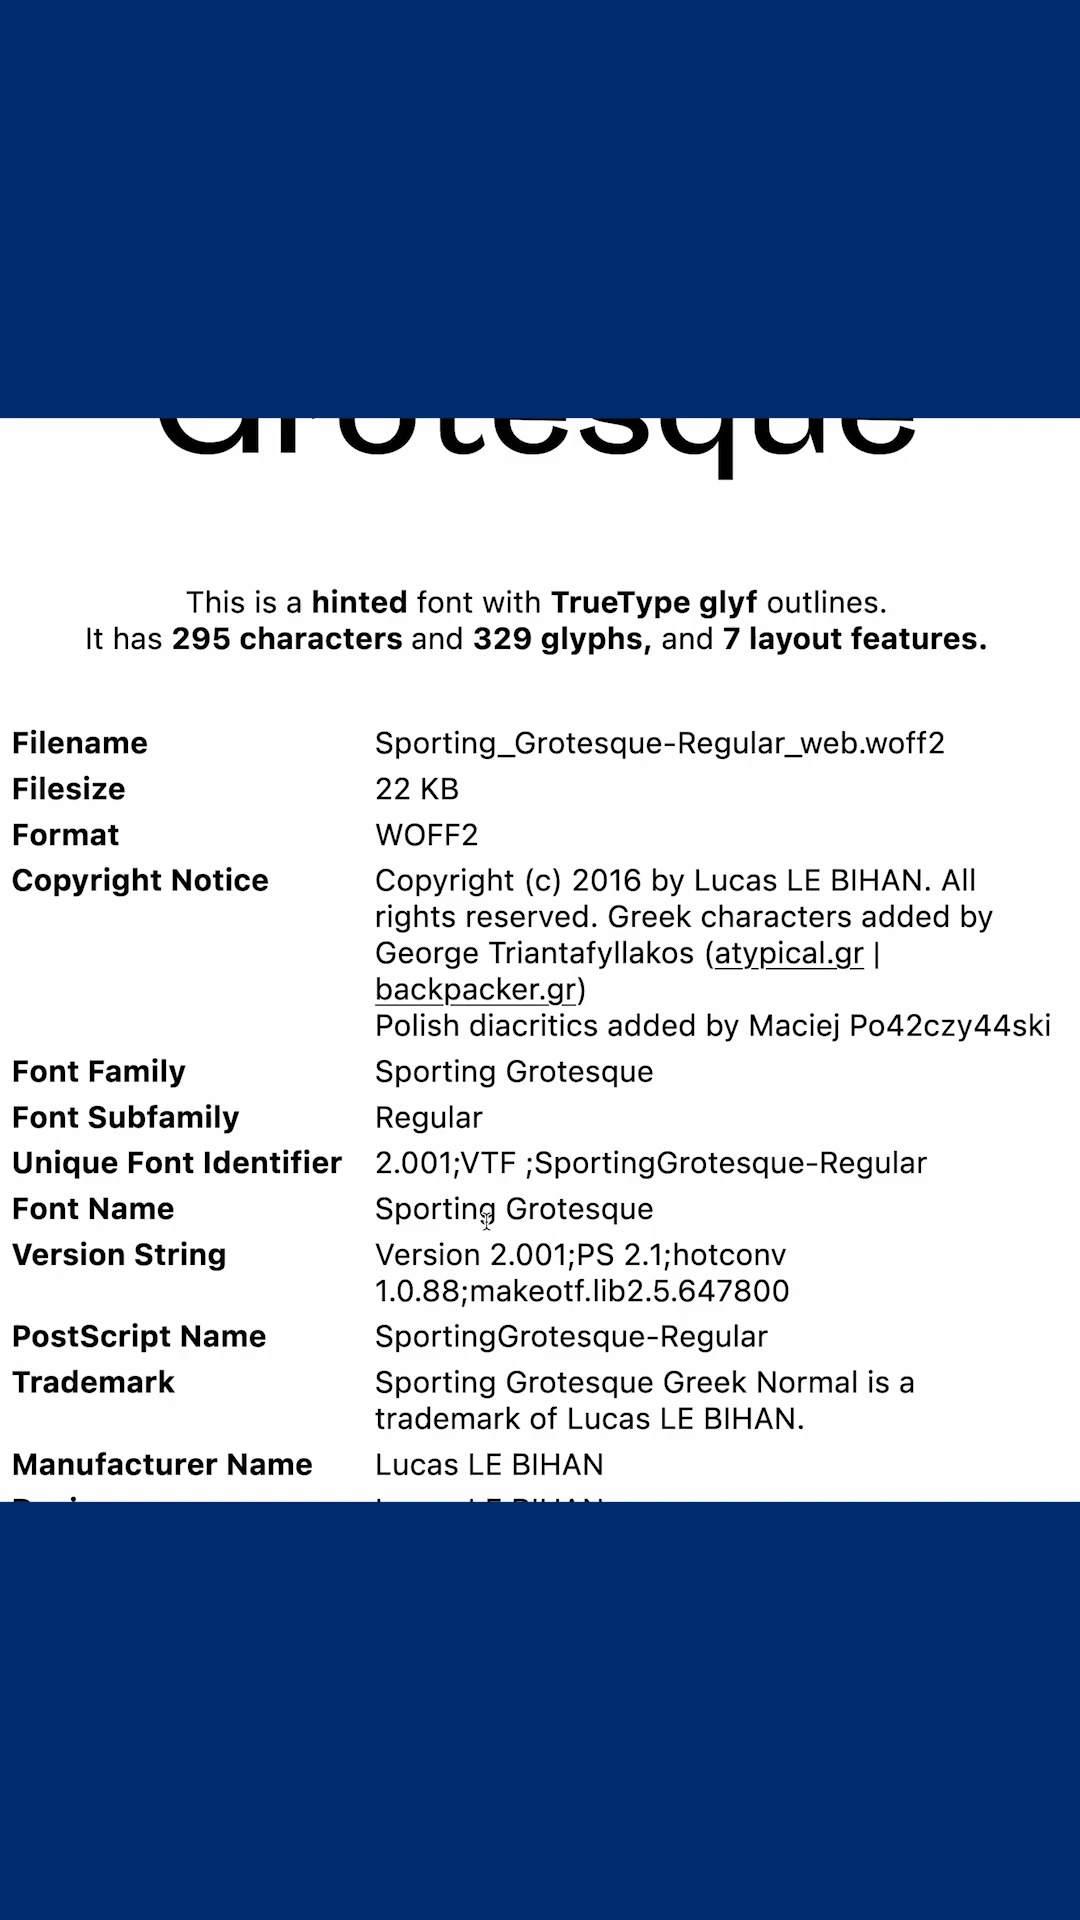 Grotesque
This is a hinted font with TrueType glyf outlines.
It has 295 characters and 329 glyphs, and 7 layout features.
Filename Sporting_Grotesque-Regular_web.woff2
Filesize 22 KB
Format WOFF2
Copyright Notice Copyright (c) 2016 by Lucas LE BIHAN. All
rights reserved. Greek characters added by
George Triantafyllakos (atypical.gr |
backpacker.gr)
Polish diacritics added by Maciej Po42czy44ski
Font Family Sporting Grotesque
Font Subfamily Regular
Unique Font Identifier 2.001;VTF ;SportingGrotesque-Regular
Font Name Sporting Grotesque
Version String Version 2.001;PS 2.1;hotconv
1.0.88;makeotf.lib2.5.647800
PostScript Name SportingGrotesque-Regular
Trademark Sporting Grotesque Greek Normal is a
trademark of Lucas LE BIHAN.
Manufacturer Name Lucas LE BIHAN